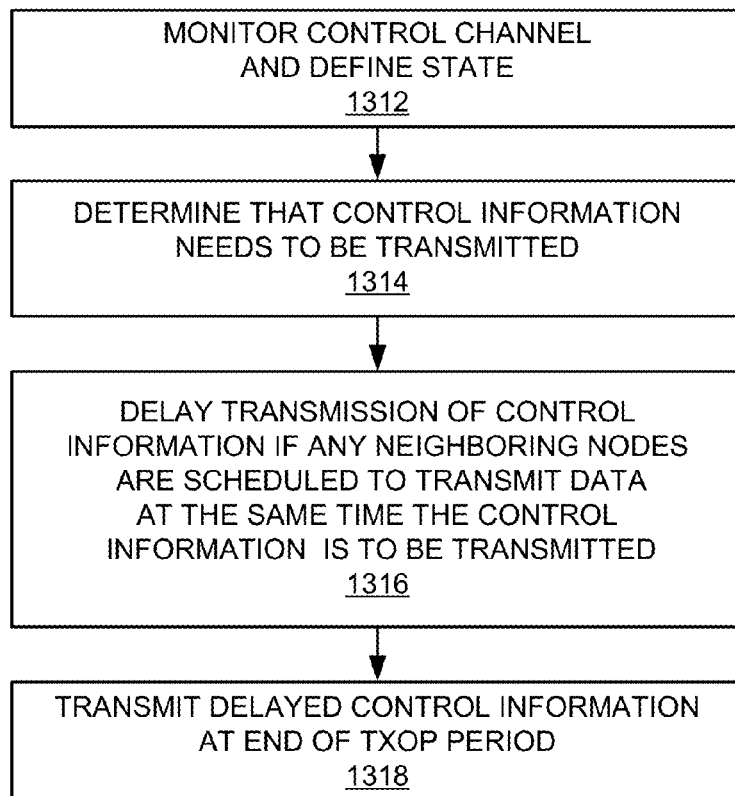 MONITOR CONTROL CHANNEL
AND DEFINE STATE
1312
DETERMINE THAT CONTROL INFORMATION
NEEDS TO BE TRANSMITTED
1314
DELAY TRANSMISSION OF CONTROL
INFORMATION IF ANY NEIGHBORING NODES
ARE SCHEDULED TO TRANSMIT DATA
AT THE SAME TIME THE CONTROL
INFORMATION IS TO BE TRANSMITTED
1316
TRANSMIT DELAYED CONTROL INFORMATION
AT END OF TXOP PERIOD
1318